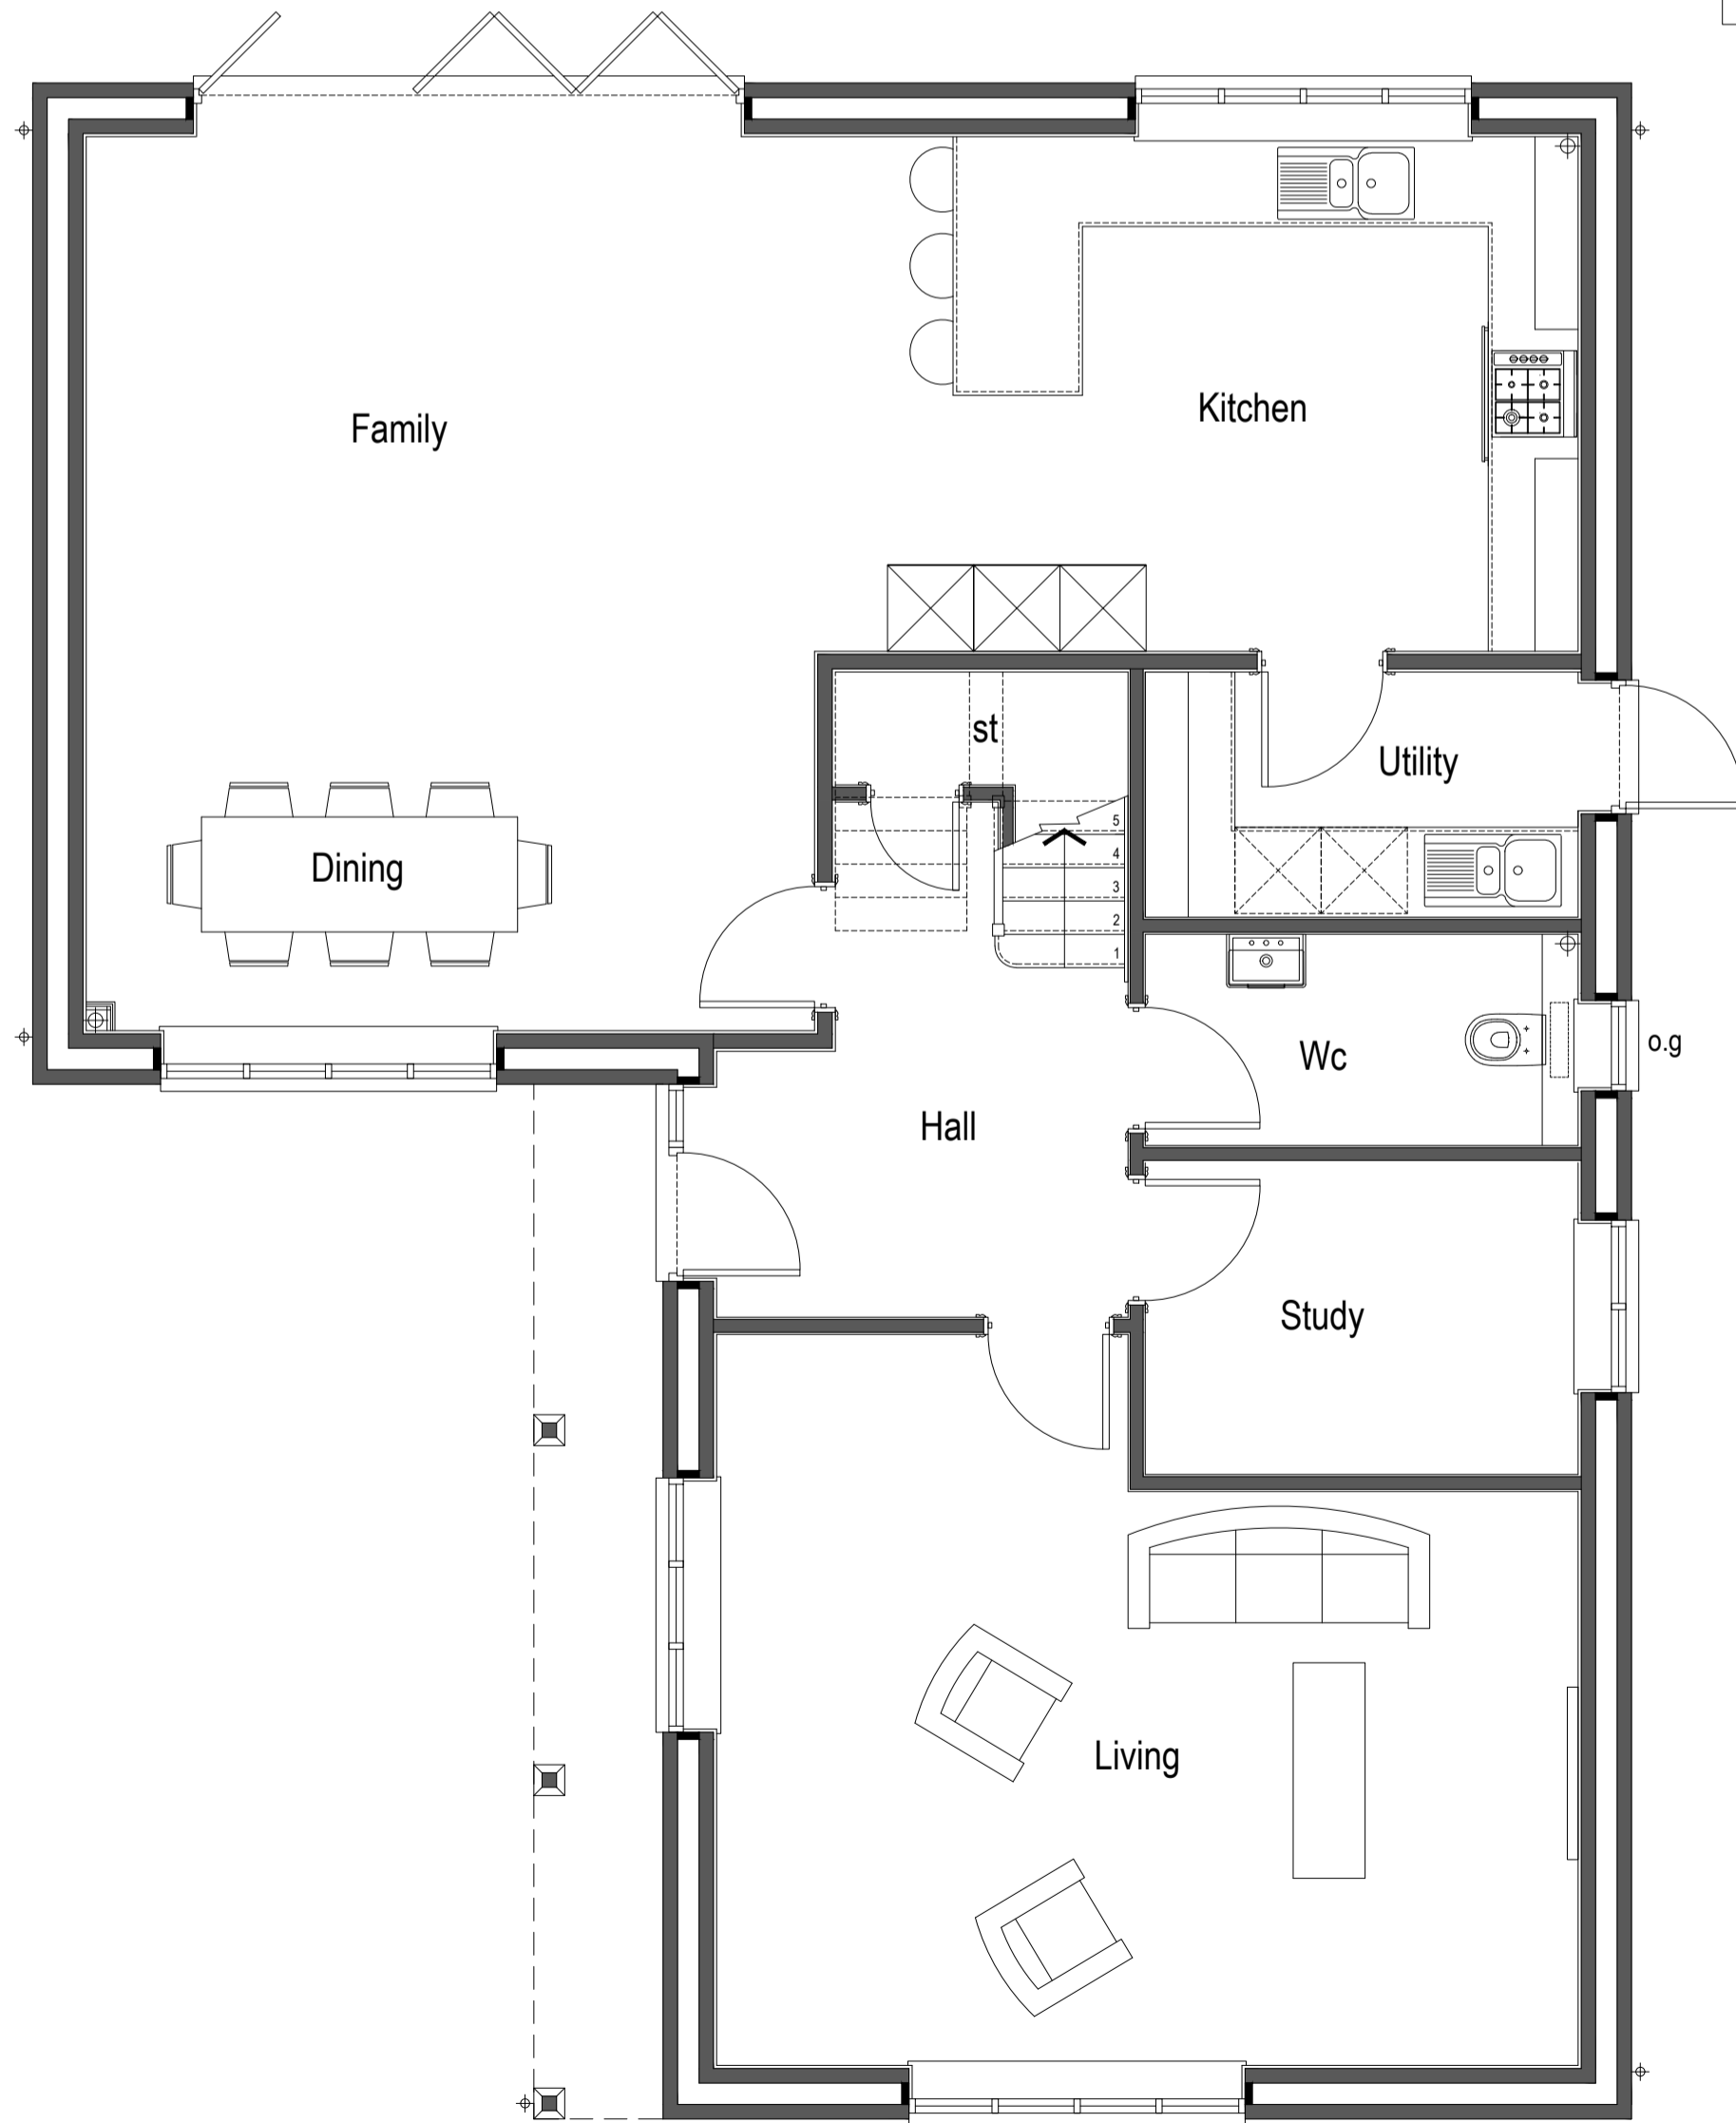 Family
Kitchen
st
Utility
Dining
5
4
3
2
1
Wc
o.g
Hall
Study
Living